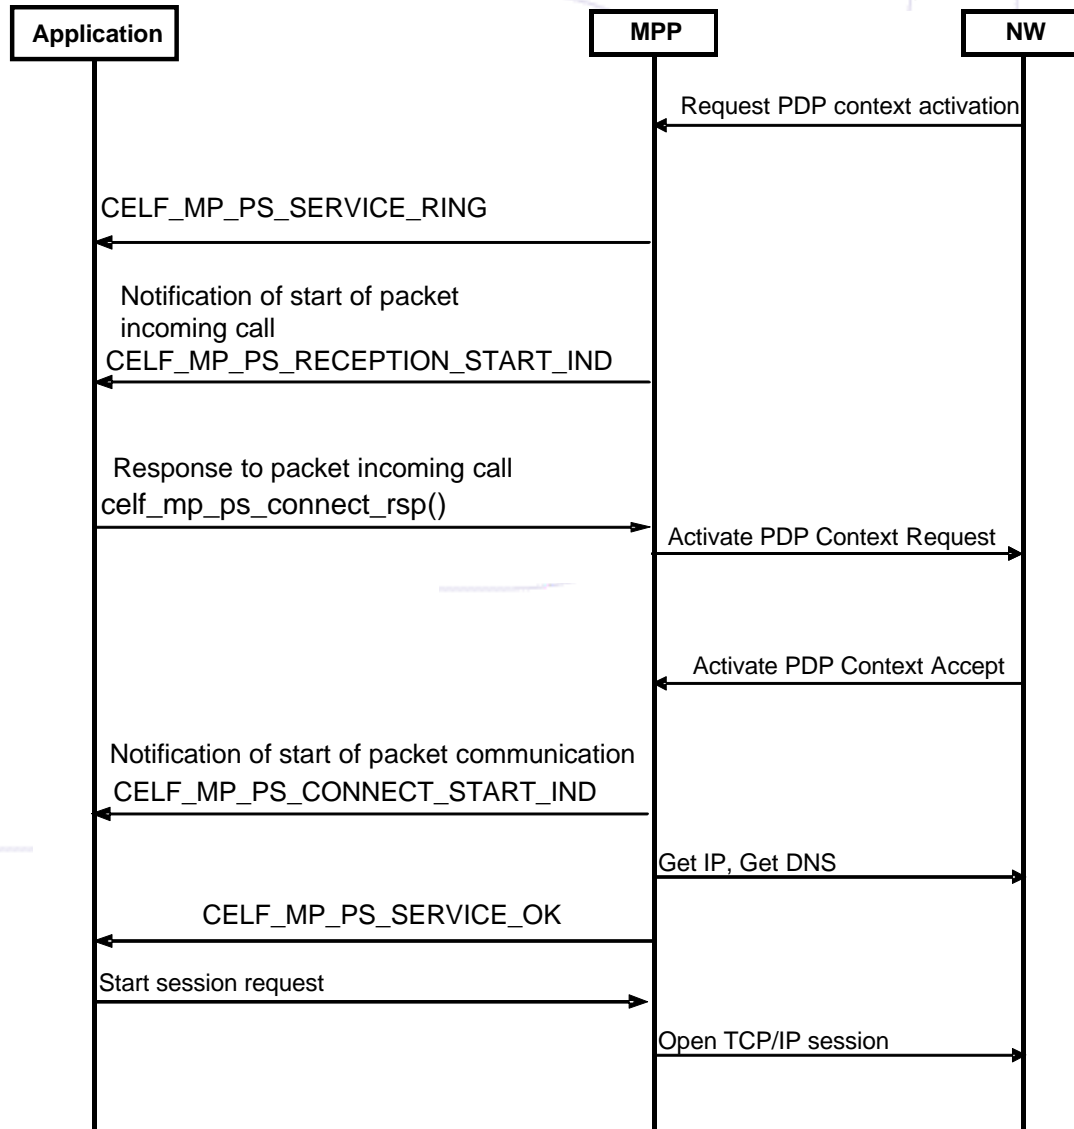 Application
MPP
NW
Request PDP context activation
CELF_MP_PS_SERVICE_RING
Notification of start of packet
incoming call
CELF_MP_PS_RECEPTION_START_IND
Response to packet incoming call
celf_mp_ps_connect_rsp()
Activate PDP Context Request
Activate PDP Context Accept
Notification of start of packet communication
CELF_MP_PS_CONNECT_START_IND
Get IP, Get DNS
CELF_MP_PS_SERVICE_OK
Start session request
Open TCP/IP session